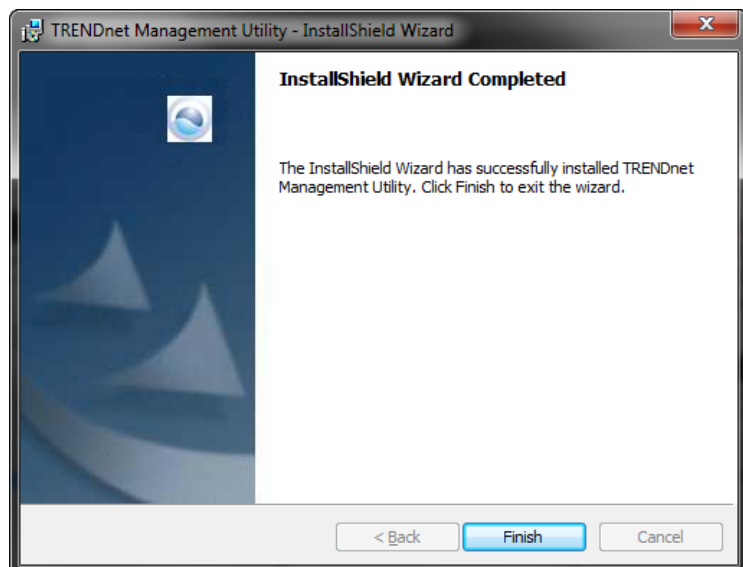 TRENDnet Management Utility - InstallShield Wizard
InstallShield Wizard Completed
The InstallShield Wizard has successfully installed TRENDnet
Management Utility. Click Finish to exit the wizard.
< Back
Finish
Cancel